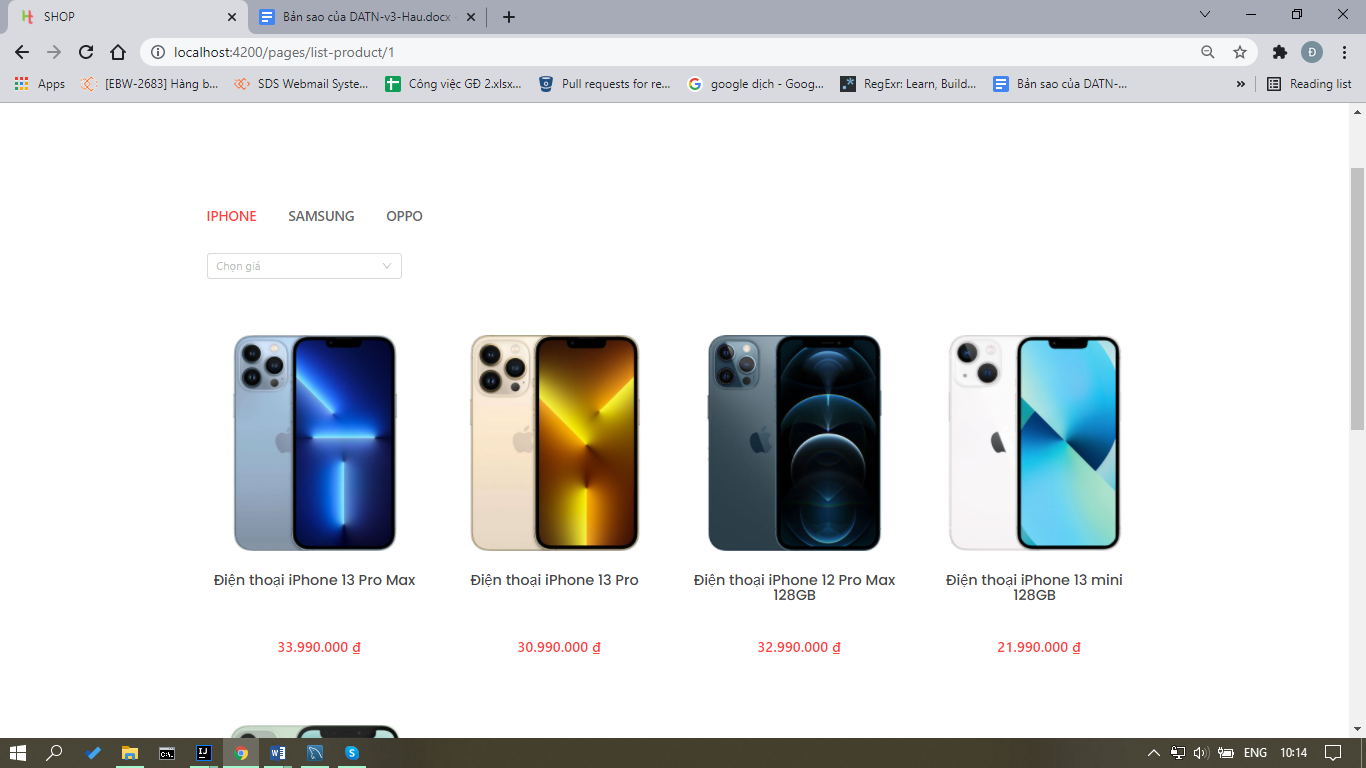 SHOP
Bản sao của DATN-v3-Hau.docx
localhost:4200/pages/list-product/1
Đ
Apps
[EBW-2683] Hàng b...
SDS Webmail Syste...
Công việc GĐ 2.xlsx...
Pull requests for re...
google dịch - Goog...
RegExr: Learn, Build...
Bản sao của DATN-...
»
Reading list
IPHONE SAMSUNG OPPO
Chọn giá
Điện thoại iPhone 13 Pro Max
Điện thoại iPhone 13 Pro
Điện thoại iPhone 12 Pro Max
128GB
Điện thoại iPhone 13 mini
128GB
33.990.000 ₫
30.990.000 ₫
32.990.000 ₫
21.990.000 ₫
ENG
10:14